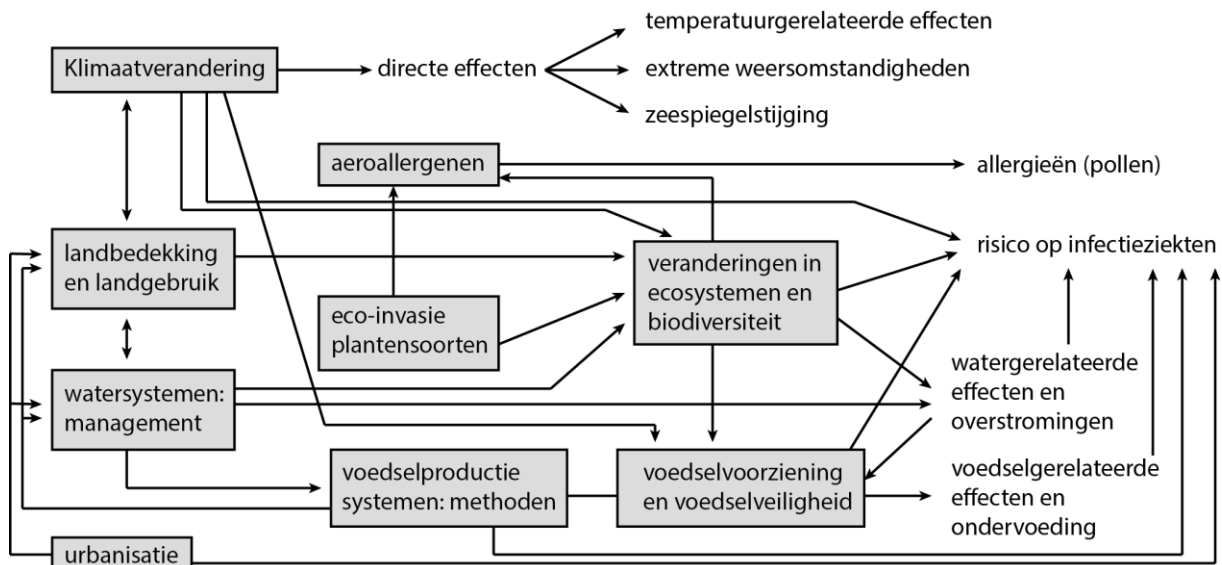 temperatuurgerelateerde effecten
Klimaatverandering
directe effecten
extreme weersomstandigheden
zeespiegelstijging
aeroallergenen
allergieën (pollen)
landbedekking
en landgebruik
veranderingen in
ecosystemen en
biodiversiteit
risico op infectieziekten
eco-invasie
plantensoorten
watersystemen:
management
watergerelateerde
effecten en
overstromingen
voedselproductie
systemen: methoden
voedselvoorziening
en voedselveiligheid
voedselgerelateerde
effecten en
ondervoeding
urbanisatie